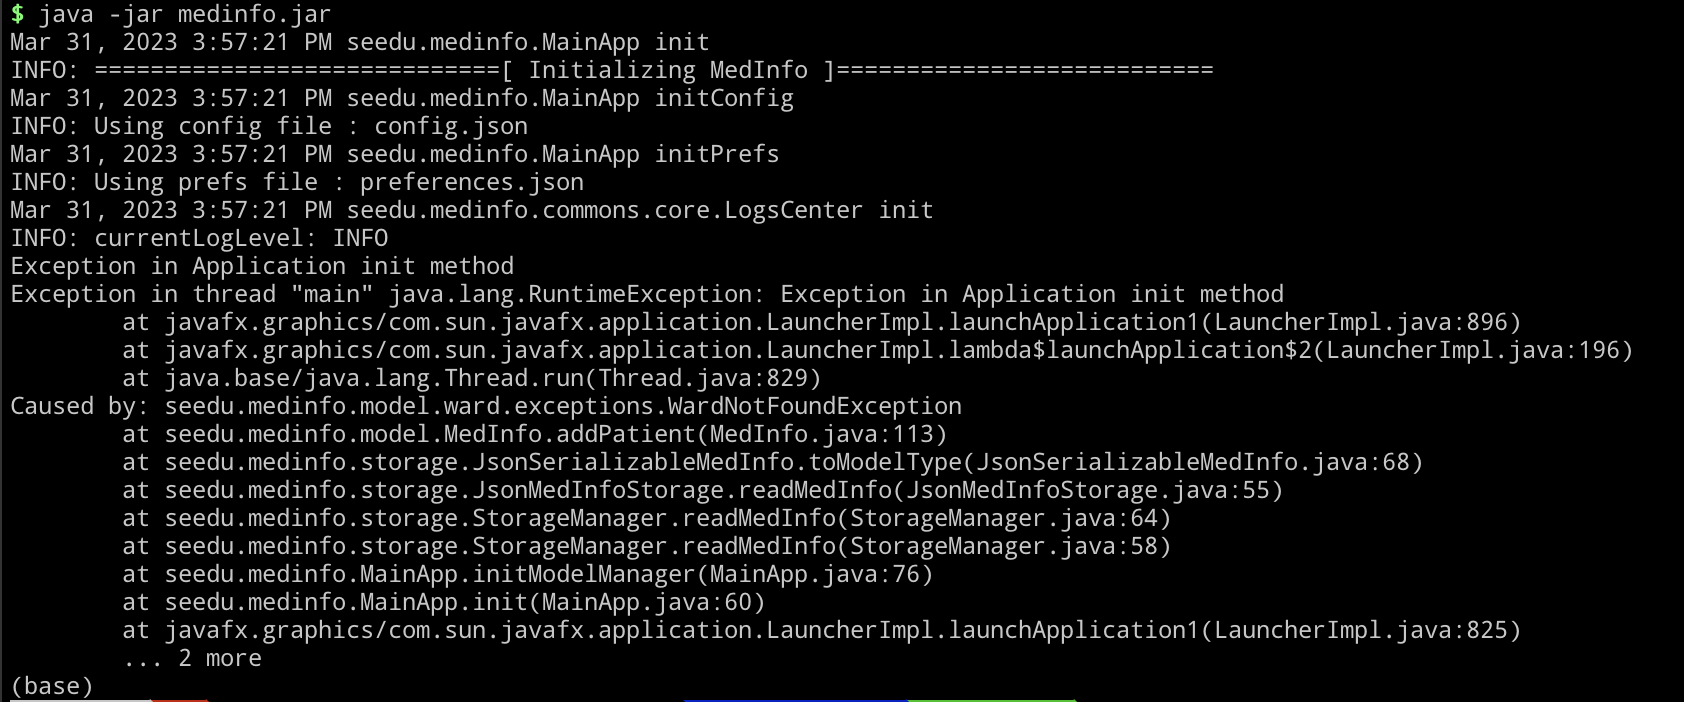 $ java -jar medinfo.jar
Mar 31, 2023 3:57:21 PM seedu.medinfo.MainApp init
INFO: =============================[ Initializing MedInfo ]===========================
Mar 31, 2023 3:57:21 PM seedu.medinfo.MainApp initConfig
INFO: Using config file : config.json
Mar 31, 2023 3:57:21 PM seedu.medinfo.MainApp initPrefs
INFO: Using prefs file : preferences.json
Mar 31, 2023 3:57:21 PM seedu.medinfo.commons.core.LogsCenter init
INFO: currentLogLevel: INFO
Exception in Application init method
Exception in thread "main" java.lang.RuntimeException: Exception in Application init method
        at javafx.graphics/com.sun.javafx.application.LauncherImpl.launchApplication1(LauncherImpl.java:896)
        at javafx.graphics/com.sun.javafx.application.LauncherImpl.lambda$launchApplication$2(LauncherImpl.java:196)
        at java.base/java.lang.Thread.run(Thread.java:829)
Caused by: seedu.medinfo.model.ward.exceptions.WardNotFoundException
        at seedu.medinfo.model.MedInfo.addPatient(MedInfo.java:113)
        at seedu.medinfo.storage.JsonSerializableMedInfo.toModelType(JsonSerializableMedInfo.java:68)
        at seedu.medinfo.storage.JsonMedInfoStorage.readMedInfo(JsonMedInfoStorage.java:55)
        at seedu.medinfo.storage.StorageManager.readMedInfo(StorageManager.java:64)
        at seedu.medinfo.storage.StorageManager.readMedInfo(StorageManager.java:58)
        at seedu.medinfo.MainApp.initModelManager(MainApp.java:76)
        at seedu.medinfo.MainApp.init(MainApp.java:60)
        at javafx.graphics/com.sun.javafx.application.LauncherImpl.launchApplication1(LauncherImpl.java:825)
        ... 2 more
(base)